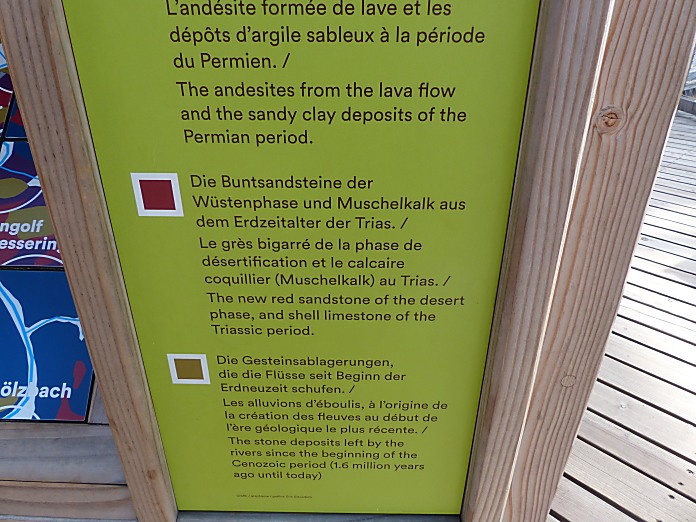 L'andésite formée de lave et les
dépôts d'argile sableux à la période
du Permien. /
The andesites from the lava flow
and the sandy clay deposits of the
Permian period.
Die Buntsandsteine der
Wüstenphase und Muschelkalk aus
dem Erdzeitalter der Trias. /
Le grès bigarré de la phase de
désertification et le calcaire
coquillier (Muschelkalk) au Trias. /
The new red sandstone of the desert
phase, and shell limestone of the
Triassic period.
Die Gesteinsablagerungen,
die die Flüsse seit Beginn der
Erdneuzeit schufen. /
Les alluvions d'éboulis, à l'origine de
la création des fleuves au début de
l'ère géologique le plus récente. /
The stone deposits left by the
rivers since the beginning of the
Cenozoic period (1.6 million years
ago until today)
ngolf
essering
ölzbach